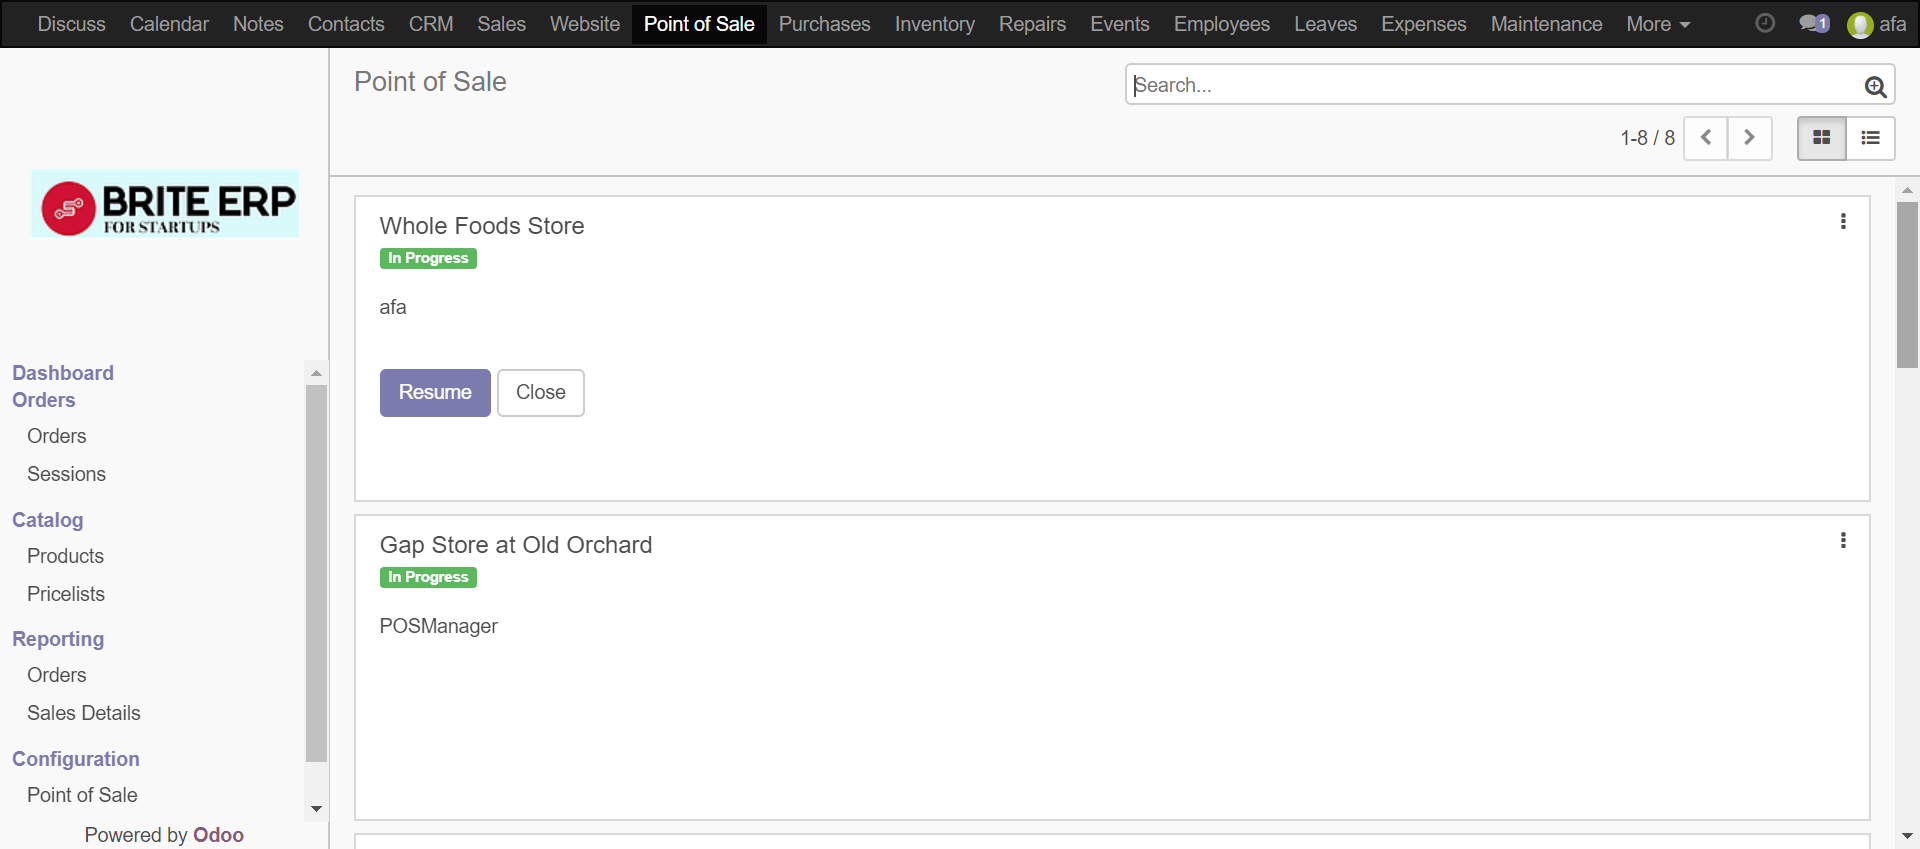 Discuss Calendar Notes Contacts CRM Sales Website Point of Sale Purchases Inventory Repairs Events Employees Leaves Expenses Maintenance More 1 afa
Point of Sale
Search...
1-8 / 8
BRITE ERP
FOR STARTUPS
Dashboard
Orders
Orders
Sessions
Catalog
Products
Pricelists
Reporting
Orders
Sales Details
Configuration
Point of Sale
Powered by Odoo
Whole Foods Store
In Progress
afa
Resume Close
Gap Store at Old Orchard
In Progress
POSManager